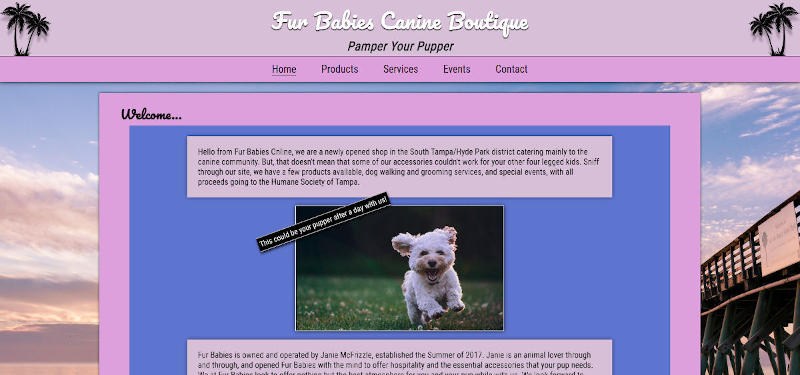 Fur Babies Canine Boutique
Pamper Your Pupper
Home Products Services Events Contact
Welcome...
Hello from Fur Babies Online, we are a newly opened shop in the South Tampa/Hyde Park district catering mainly to the
canine community. But, that doesn't mean that some of our accessories couldn't work for your other four legged kids. Sniff
through our site, we have a few products available, dog walking and grooming services, and special events, with all
proceeds going to the Humane Society of Tampa.
This could be your pupper after a day with us!
Fur Babies is owned and operated by Janie McFrizzle, established the Summer of 2017. Janie is an animal lover through
and through, and opened Fur Babies with the mind to offer hospitality and the essential accessories that your pup needs.